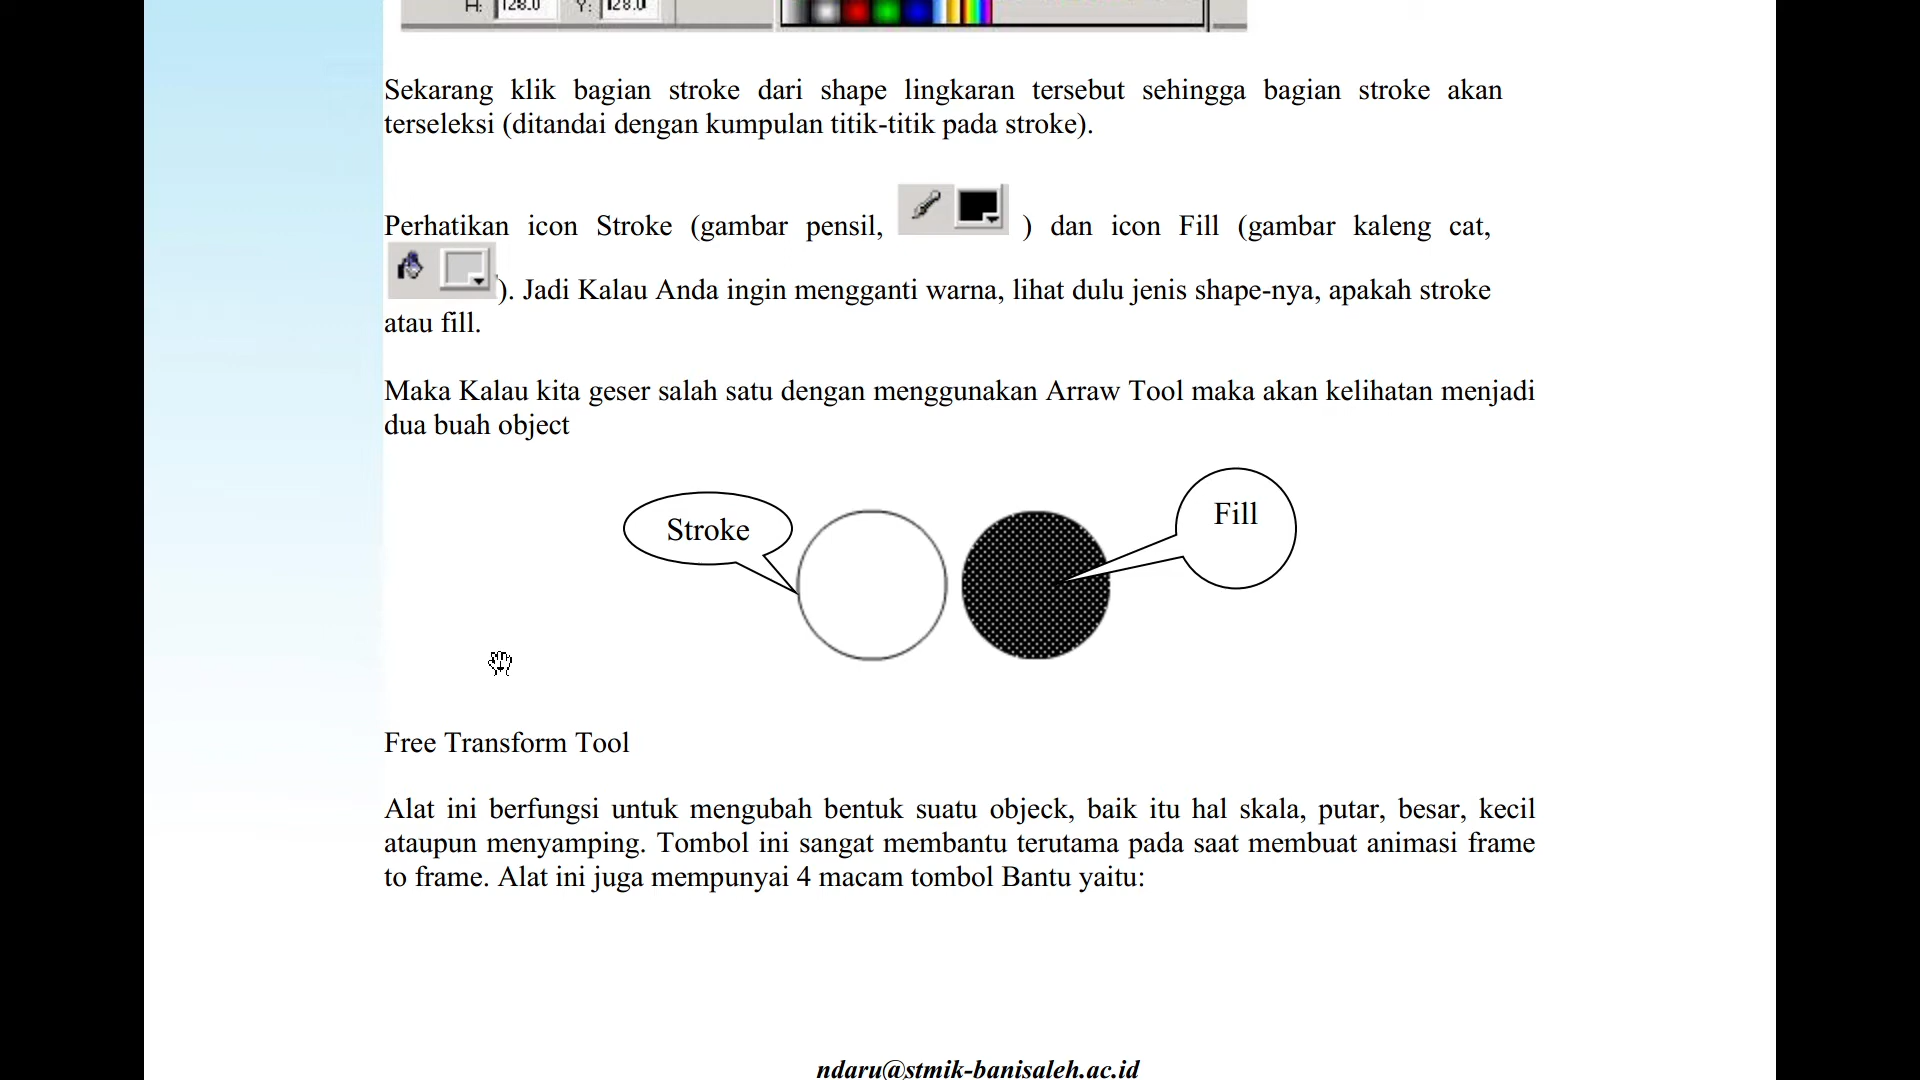 H: 128.0 Y: 128.0
Sekarang klik bagian stroke dari shape lingkaran tersebut sehingga bagian stroke akan
terseleksi (ditandai dengan kumpulan titik-titik pada stroke).
Perhatikan icon Stroke (gambar pensil, ) dan icon Fill (gambar kaleng cat,
). Jadi Kalau Anda ingin mengganti warna, lihat dulu jenis shape-nya, apakah stroke
atau fill.
Maka Kalau kita geser salah satu dengan menggunakan Arraw Tool maka akan kelihatan menjadi
dua buah object
Stroke
Fill
Free Transform Tool
Alat ini berfungsi untuk mengubah bentuk suatu objeck, baik itu hal skala, putar, besar, kecil
ataupun menyamping. Tombol ini sangat membantu terutama pada saat membuat animasi frame
to frame. Alat ini juga mempunyai 4 macam tombol Bantu yaitu:
ndaru@stmik-banisaleh.ac.id